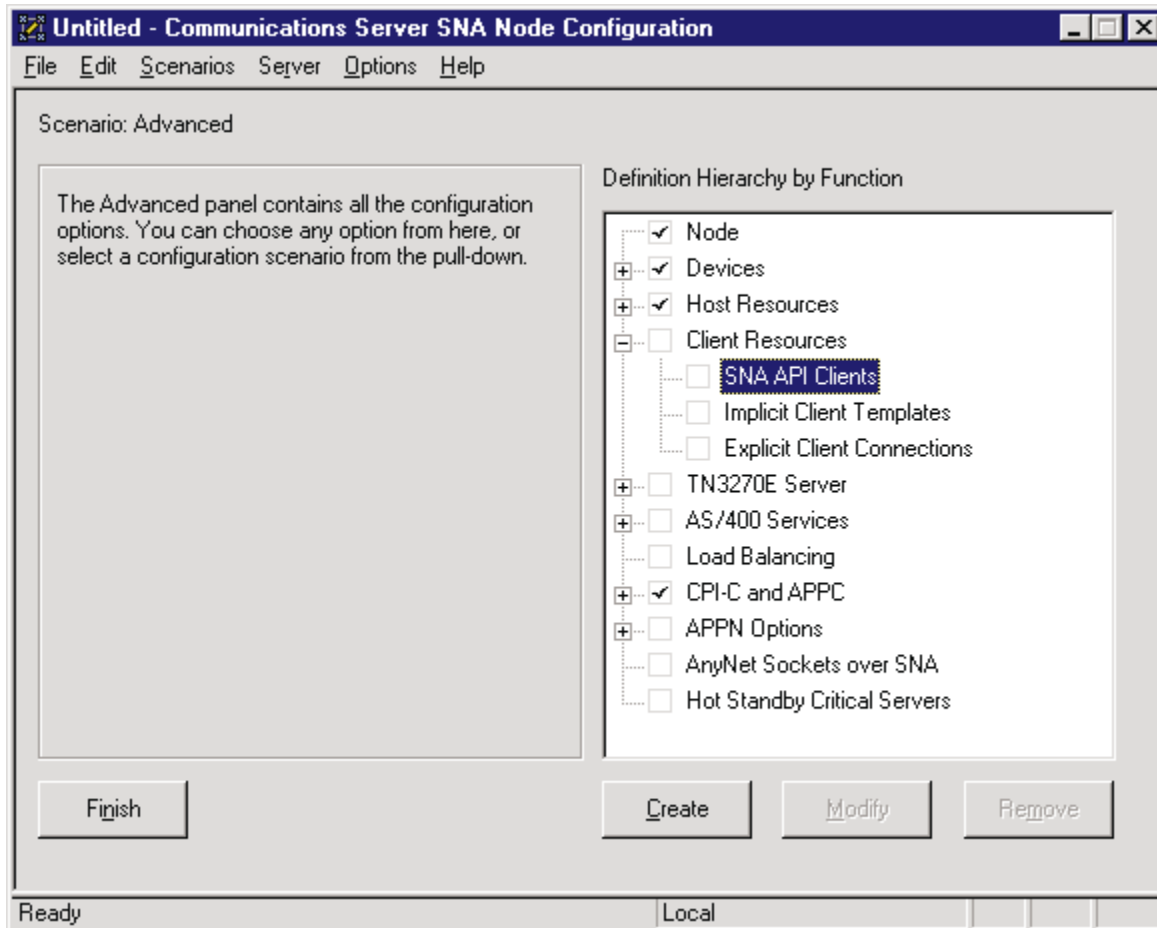 Untitled - Communications Server SNA Node Configuration
File Edit Scenarios Server Options Help
Scenario: Advanced
The Advanced panel contains all the configuration
options. You can choose any option from here, or
select a configuration scenario from the pull-down.
Definition Hierarchy by Function
Node
Devices
Host Resources
Client Resources
SNA API Clients
Implicit Client Templates
Explicit Client Connections
TN3270E Server
AS/400 Services
Load Balancing
CPI-C and APPC
APPN Options
AnyNet Sockets over SNA
Hot Standby Critical Servers
Finish
Create
Modify
Remove
Ready
Local